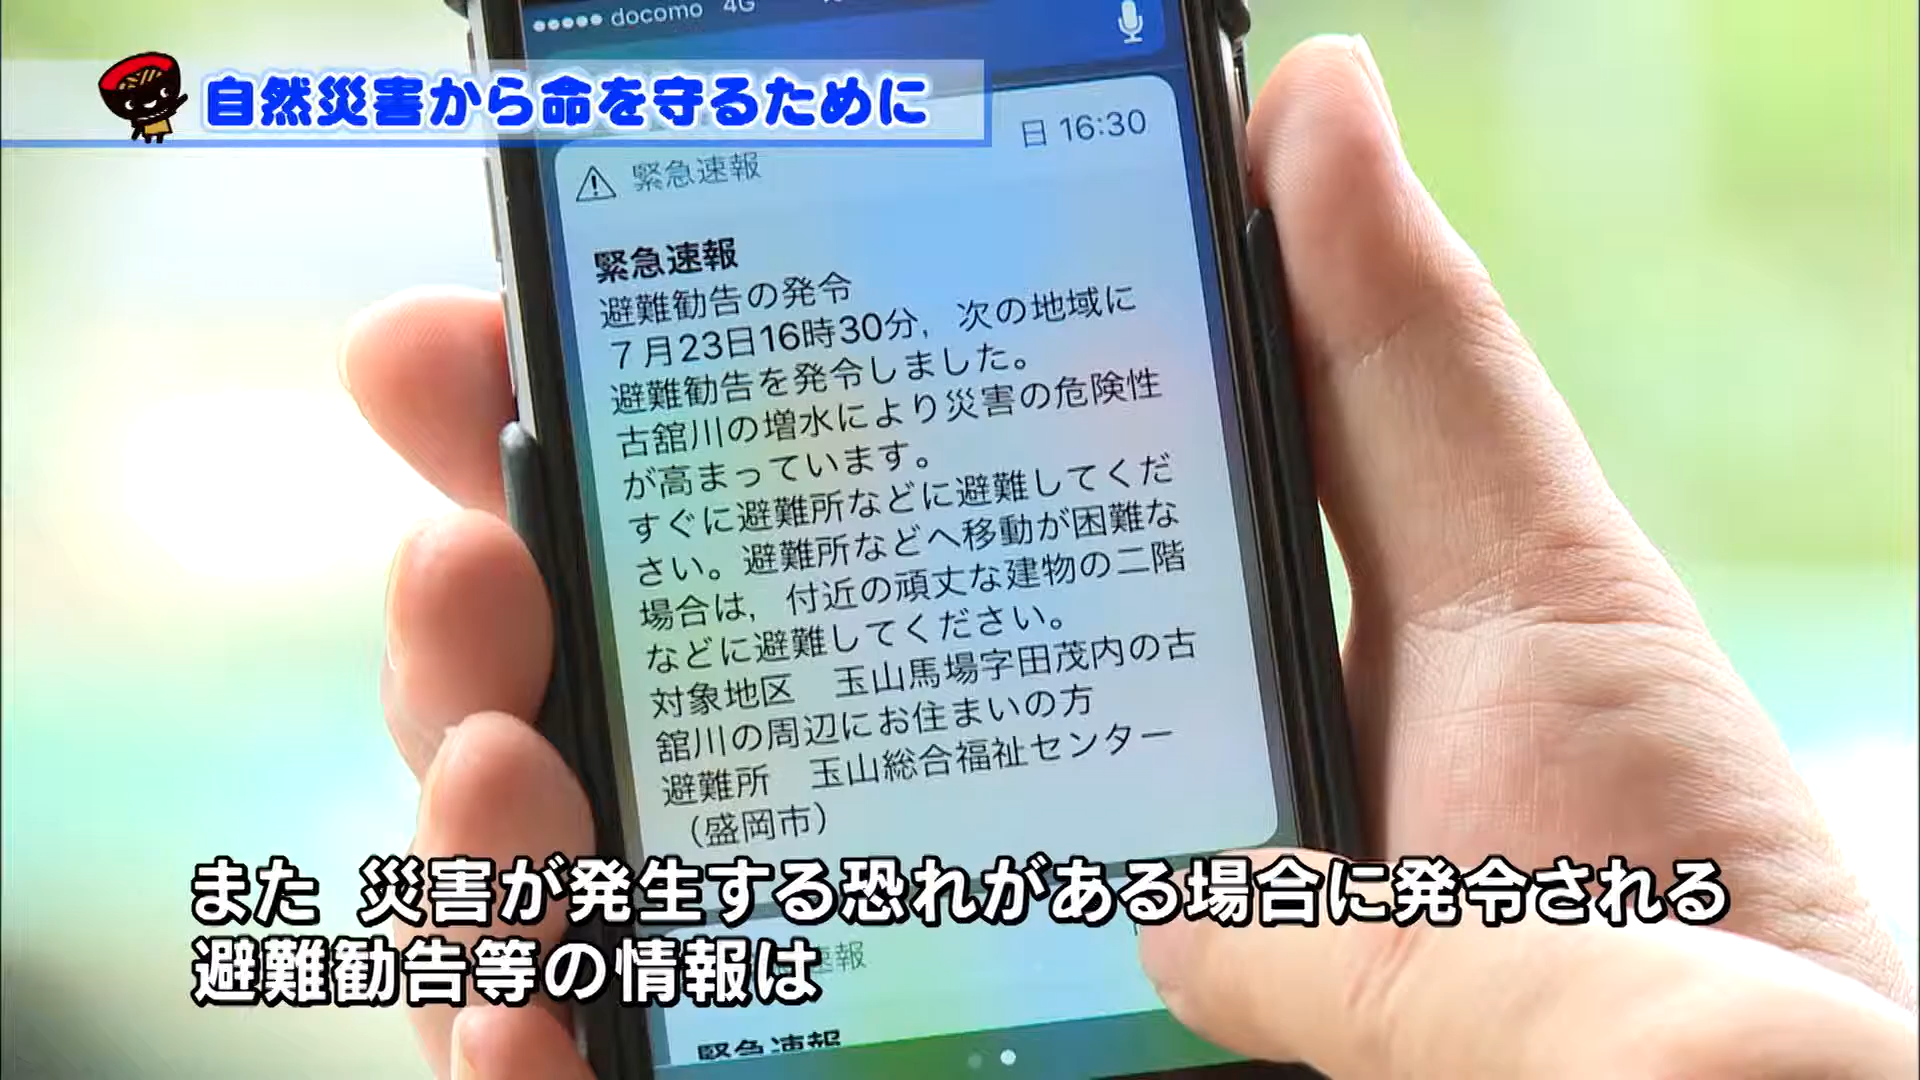 docomo 4G
自然災害から命を守るために
日 16:30
緊急速報
緊急速報
避難勧告の発令
7月23日16時30分，次の地域に
避難勧告を発令しました。
古舘川の増水により災害の危険性
が高まっています。
すぐに避難所などに避難してくだ
さい。避難所などへ移動が困難な
場合は，付近の頑丈な建物の二階
などに避難してください。
対象地区　玉山馬場字田茂内の古
舘川の周辺にお住まいの方
避難所　玉山総合福祉センター
（盛岡市）
また 災害が発生する恐れがある場合に発令される
避難勧告等の情報は
速報
緊急速報